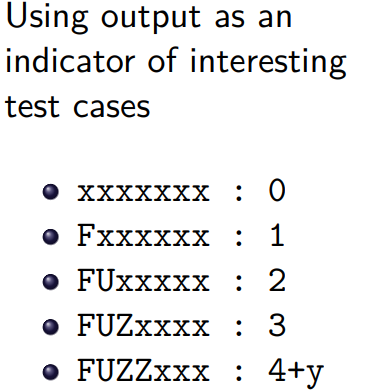 Using output as an
indicator of interesting
test cases
xxxxxxx : 0
Fxxxxxx : 1
FUxxxxx : 2
FUZxxxx : 3
FUZZxxx : 4+y